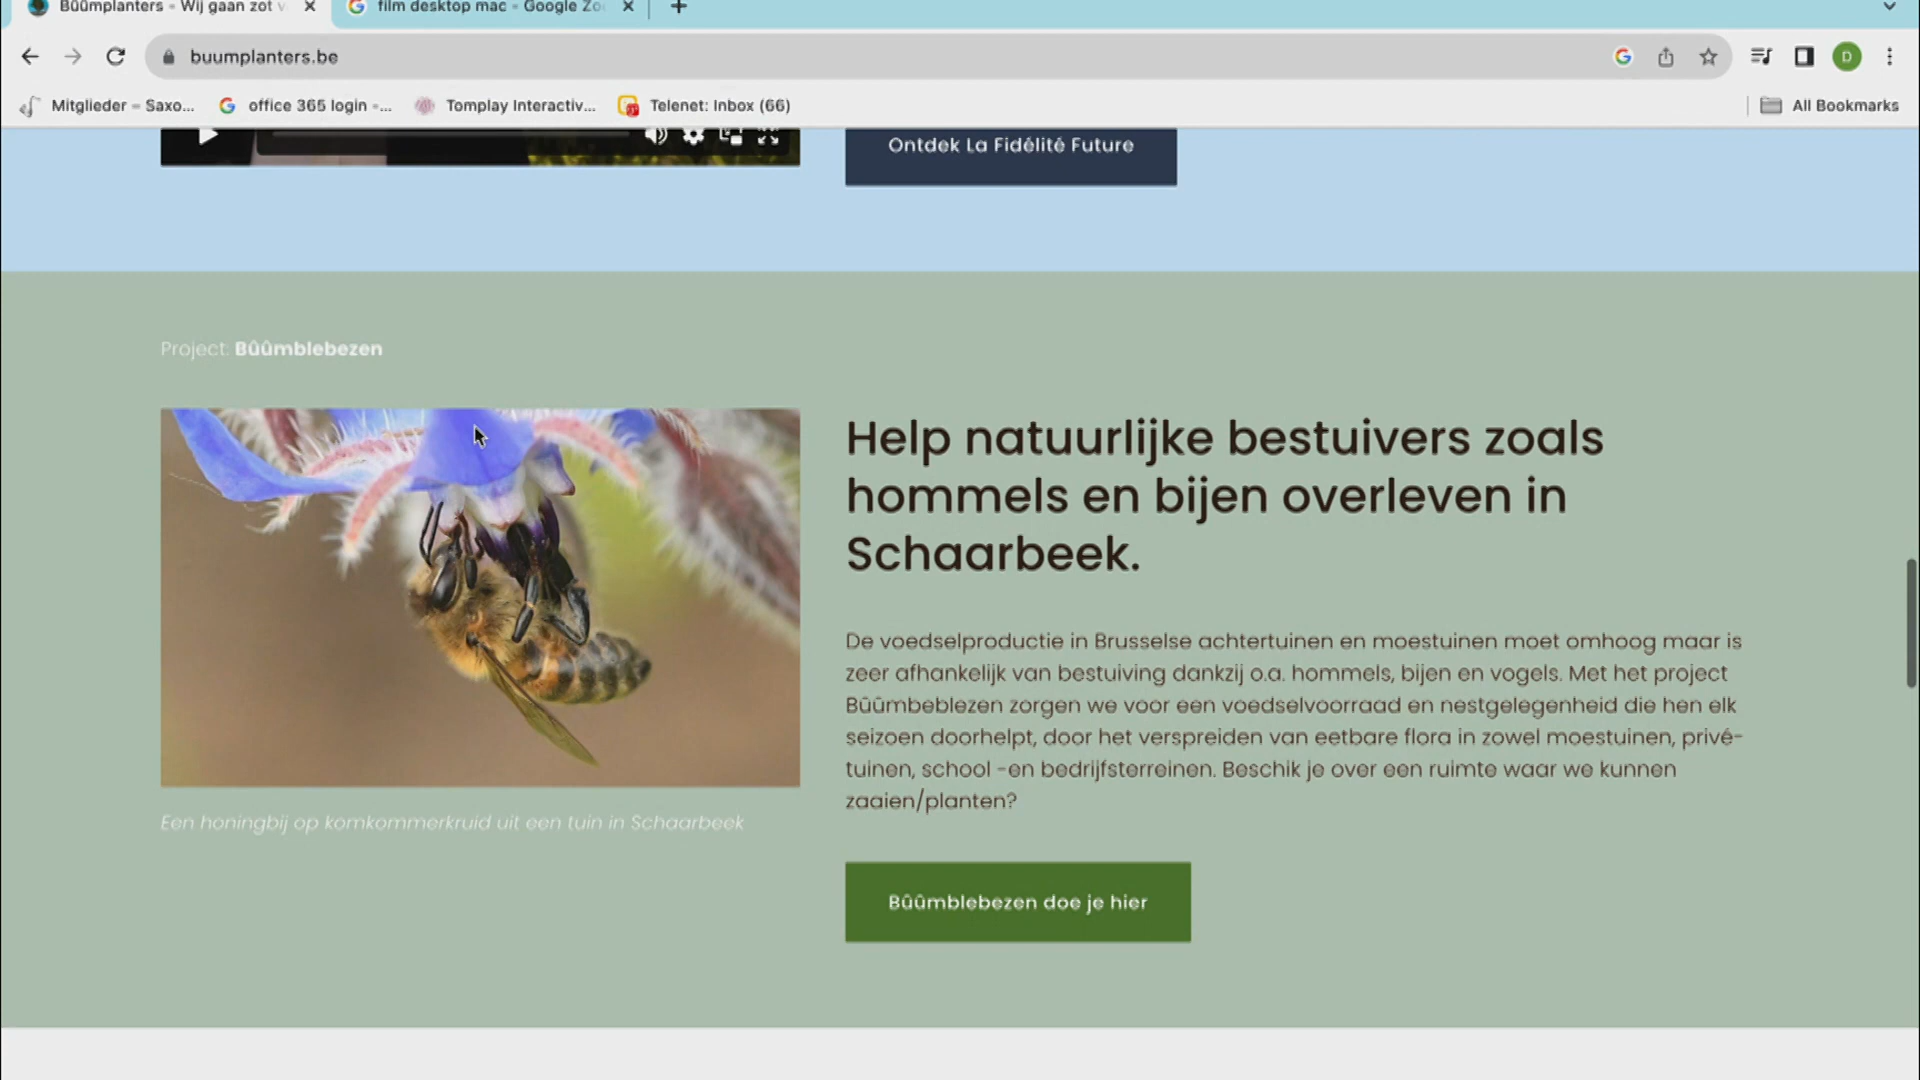 Bûûmplanters - Wij gaan zot
film desktop mac - Google Zo
buumplanters.be
D
Mitglieder – Saxo...
office 365 login -...
Tomplay Interactiv...
Telenet: Inbox (66)
All Bookmarks
Ontdek La Fidélité Future
Project: Bûûmblebezen
Help natuurlijke bestuivers zoals
hommels en bijen overleven in
Schaarbeek.
De voedselproductie in Brusselse achtertuinen en moestuinen moet omhoog maar is
zeer afhankelijk van bestuiving dankzij o.a. hommels, bijen en vogels. Met het project
Bûûmbeblezen zorgen we voor een voedselvoorraad en nestgelegenheid die hen elk
seizoen doorhelpt, door het verspreiden van eetbare flora in zowel moestuinen, privé-
tuinen, school -en bedrijfsterreinen. Beschik je over een ruimte waar we kunnen
zaaien/planten?
Een honingbij op komkommerkruid uit een tuin in Schaarbeek
Bûûmblebezen doe je hier